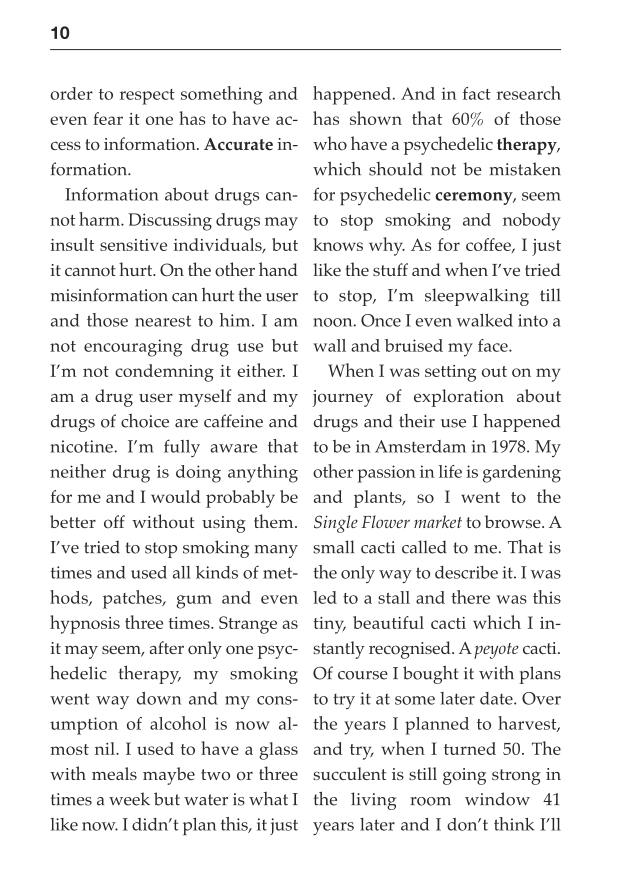 10
order to respect something and
even fear it one has to have ac-
cess to information. Accurate in-
formation.
Information about drugs can-
not harm. Discussing drugs may
insult sensitive individuals, but
it cannot hurt. On the other hand
misinformation can hurt the user
and those nearest to him. I am
not encouraging drug use but
I'm not condemning it either. I
am a drug user myself and my
drugs of choice are caffeine and
nicotine. I'm fully aware that
neither drug is doing anything
for me and I would probably be
better off without using them.
I've tried to stop smoking many
times and used all kinds of met-
hods, patches, gum and even
hypnosis three times. Strange as
it may seem, after only one psyc-
hedelic therapy, my smoking
went way down and my cons-
umption of alcohol is now al-
most nil. I used to have a glass
with meals maybe two or three
times a week but water is what I
like now. I didn't plan this, it just
happened. And in fact research
has shown that 60% of those
who have a psychedelic therapy,
which should not be mistaken
for psychedelic ceremony, seem
to stop smoking and nobody
knows why. As for coffee, I just
like the stuff and when I've tried
to stop, I'm sleepwalking till
noon. Once I even walked into a
wall and bruised my face.
When I was setting out on my
journey of exploration about
drugs and their use I happened
to be in Amsterdam in 1978. My
other passion in life is gardening
and plants, so I went to the
Single Flower market to browse. A
small cacti called to me. That is
the only way to describe it. I was
led to a stall and there was this
tiny, beautiful cacti which I in-
stantly recognised. A peyote cacti.
Of course I bought it with plans
to try it at some later date. Over
the years I planned to harvest,
and try, when I turned 50. The
succulent is still going strong in
the living room window 41
years later and I don't think I'll